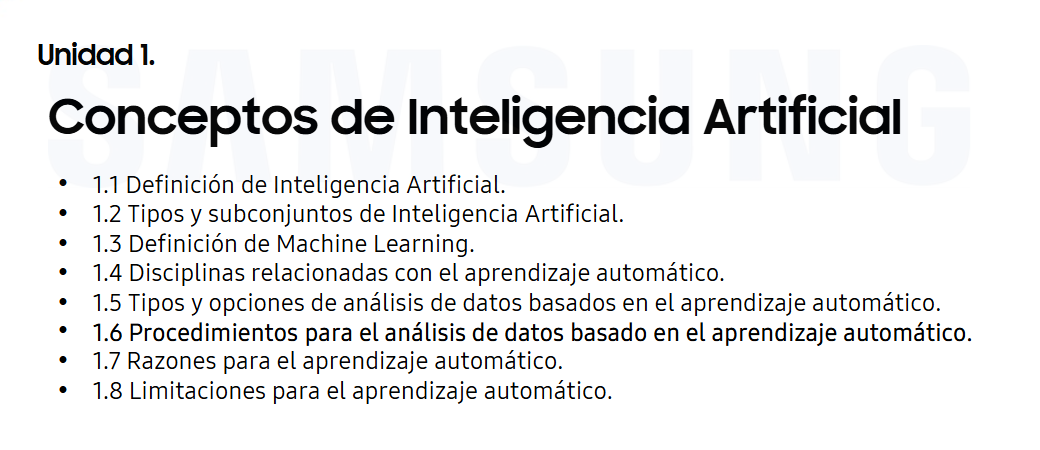 SAMSUNG
Unidad 1.
Conceptos de Inteligencia Artificial
• 1.1 Definición de Inteligencia Artificial.
• 1.2 Tipos y subconjuntos de Inteligencia Artificial.
• 1.3 Definición de Machine Learning.
• 1.4 Disciplinas relacionadas con el aprendizaje automático.
• 1.5 Tipos y opciones de análisis de datos basados en el aprendizaje automático.
• 1.6 Procedimientos para el análisis de datos basado en el aprendizaje automático.
• 1.7 Razones para el aprendizaje automático.
• 1.8 Limitaciones para el aprendizaje automático.